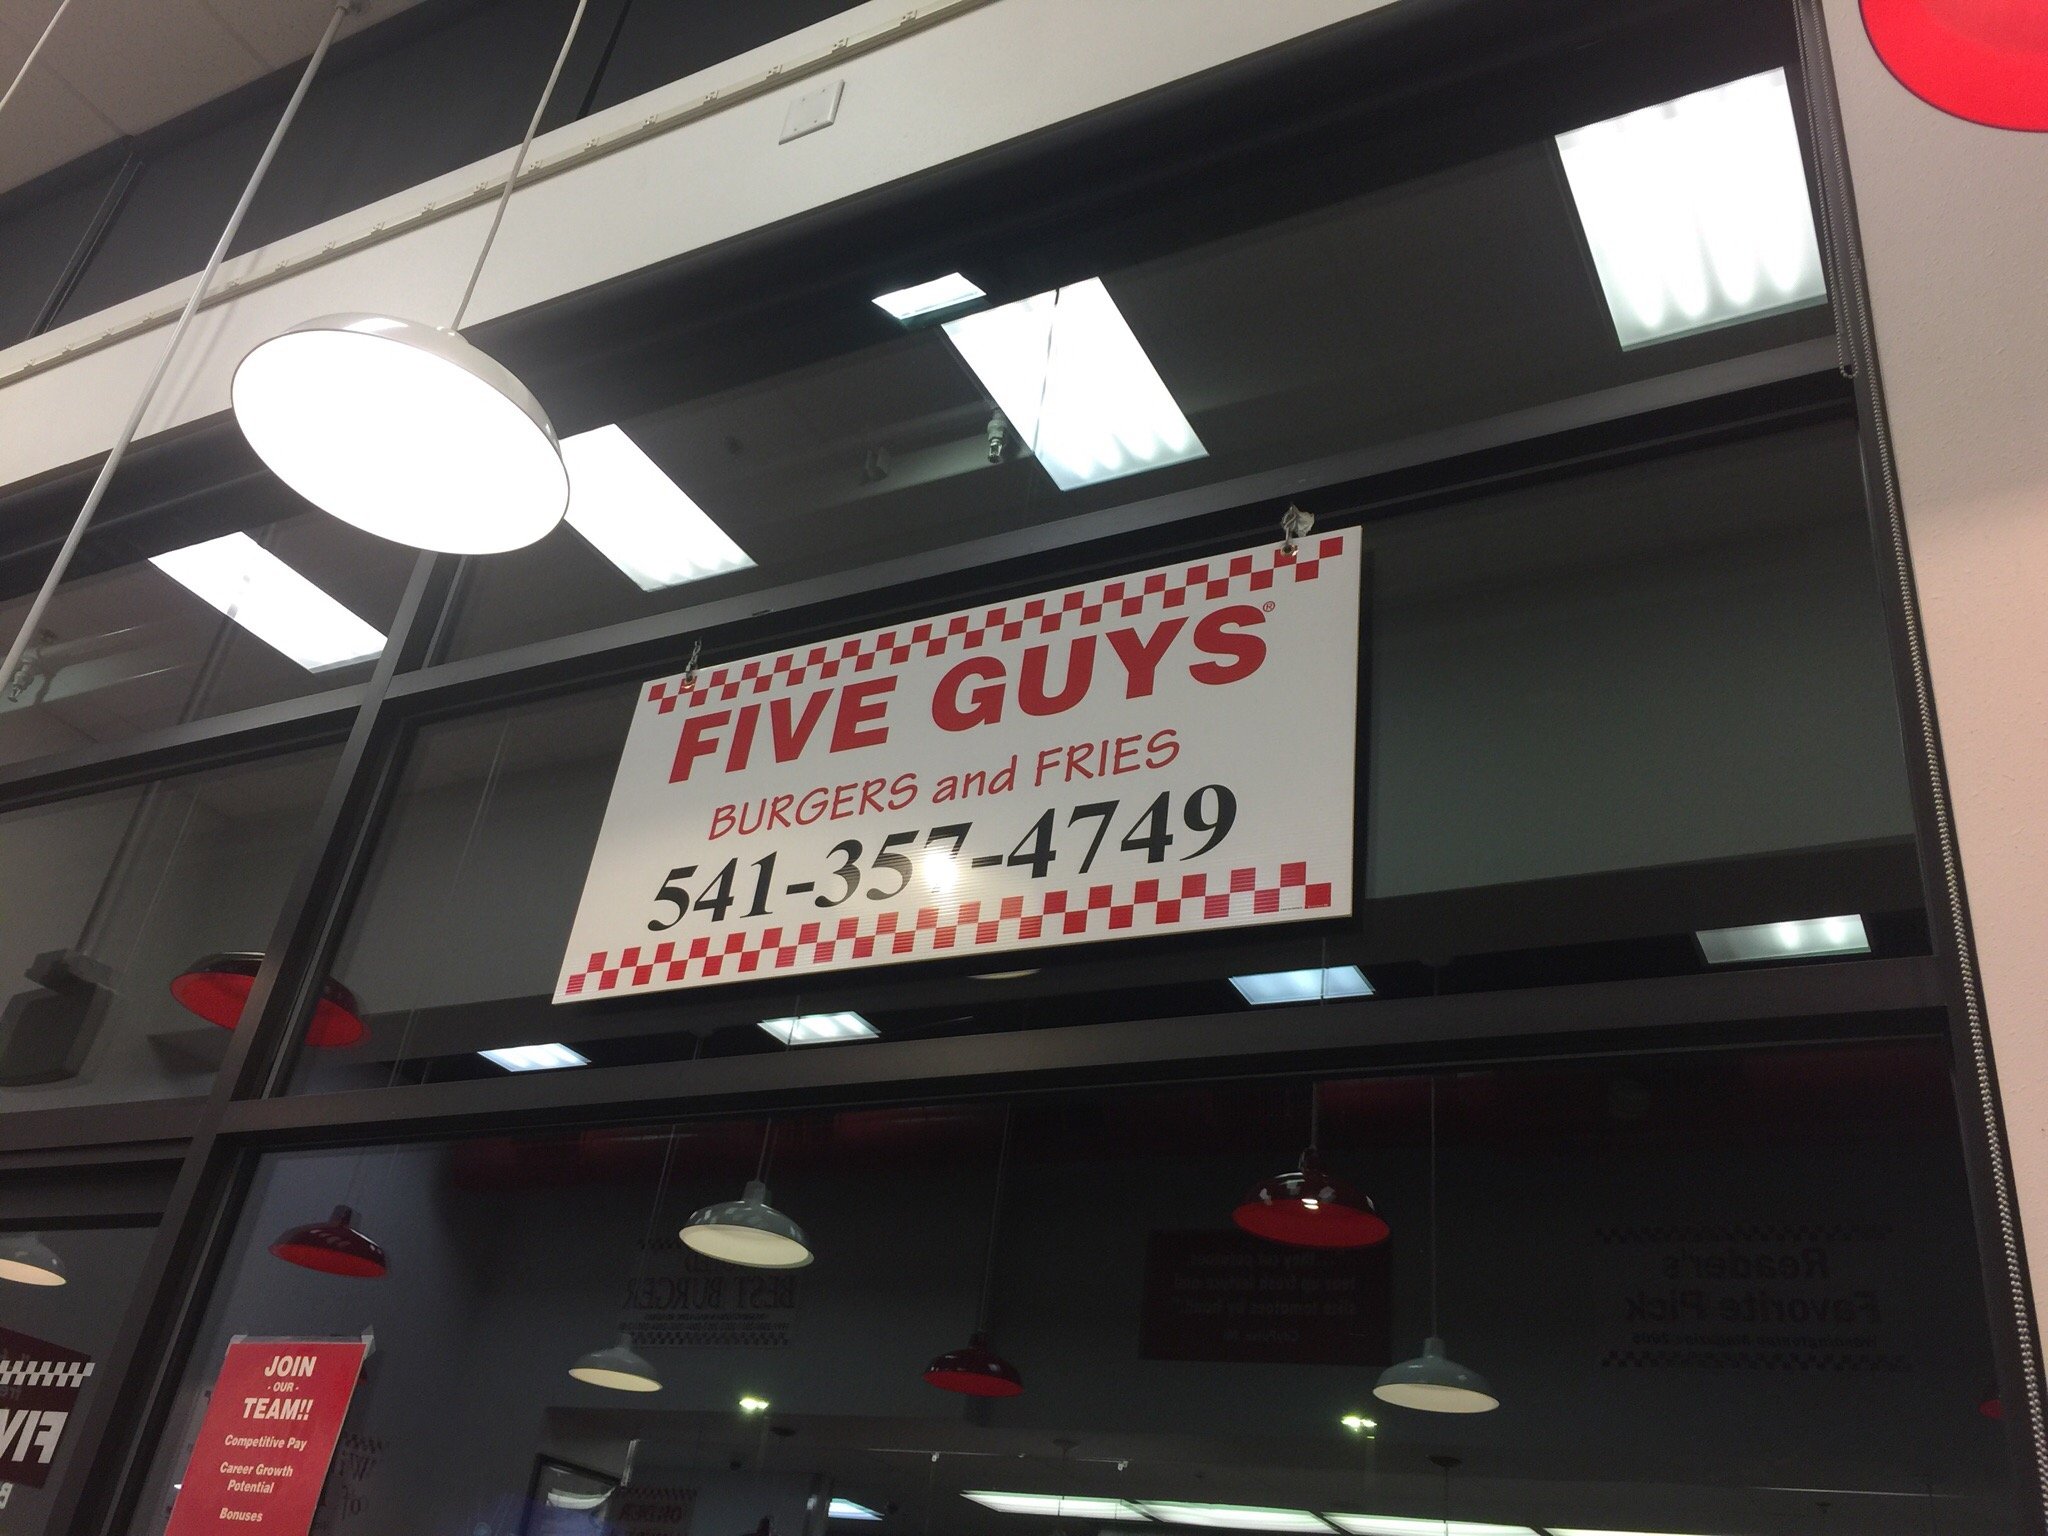 FIVE GUYS®
BURGERS and FRIES
541-357-4749
JOIN
- OUR -
TEAM!!
Competitive Pay
Career Growth
Potential
Bonuses
BEST BURGER
Reader's
Favorite Pick
FIV